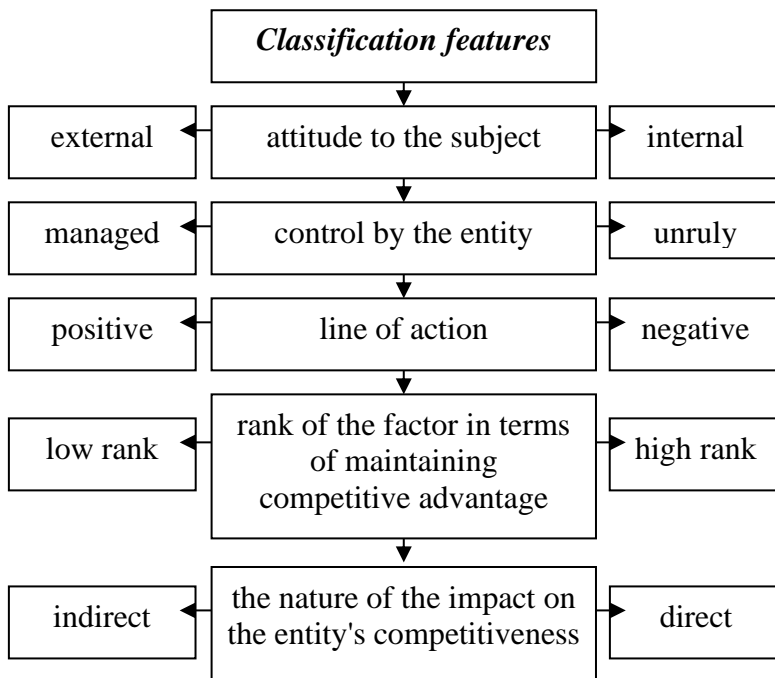 Classification features
external
attitude to the subject
internal
managed
control by the entity
unruly
positive
line of action
negative
low rank
rank of the factor in terms
of maintaining
competitive advantage
high rank
indirect
the nature of the impact on
the entity's competitiveness
direct